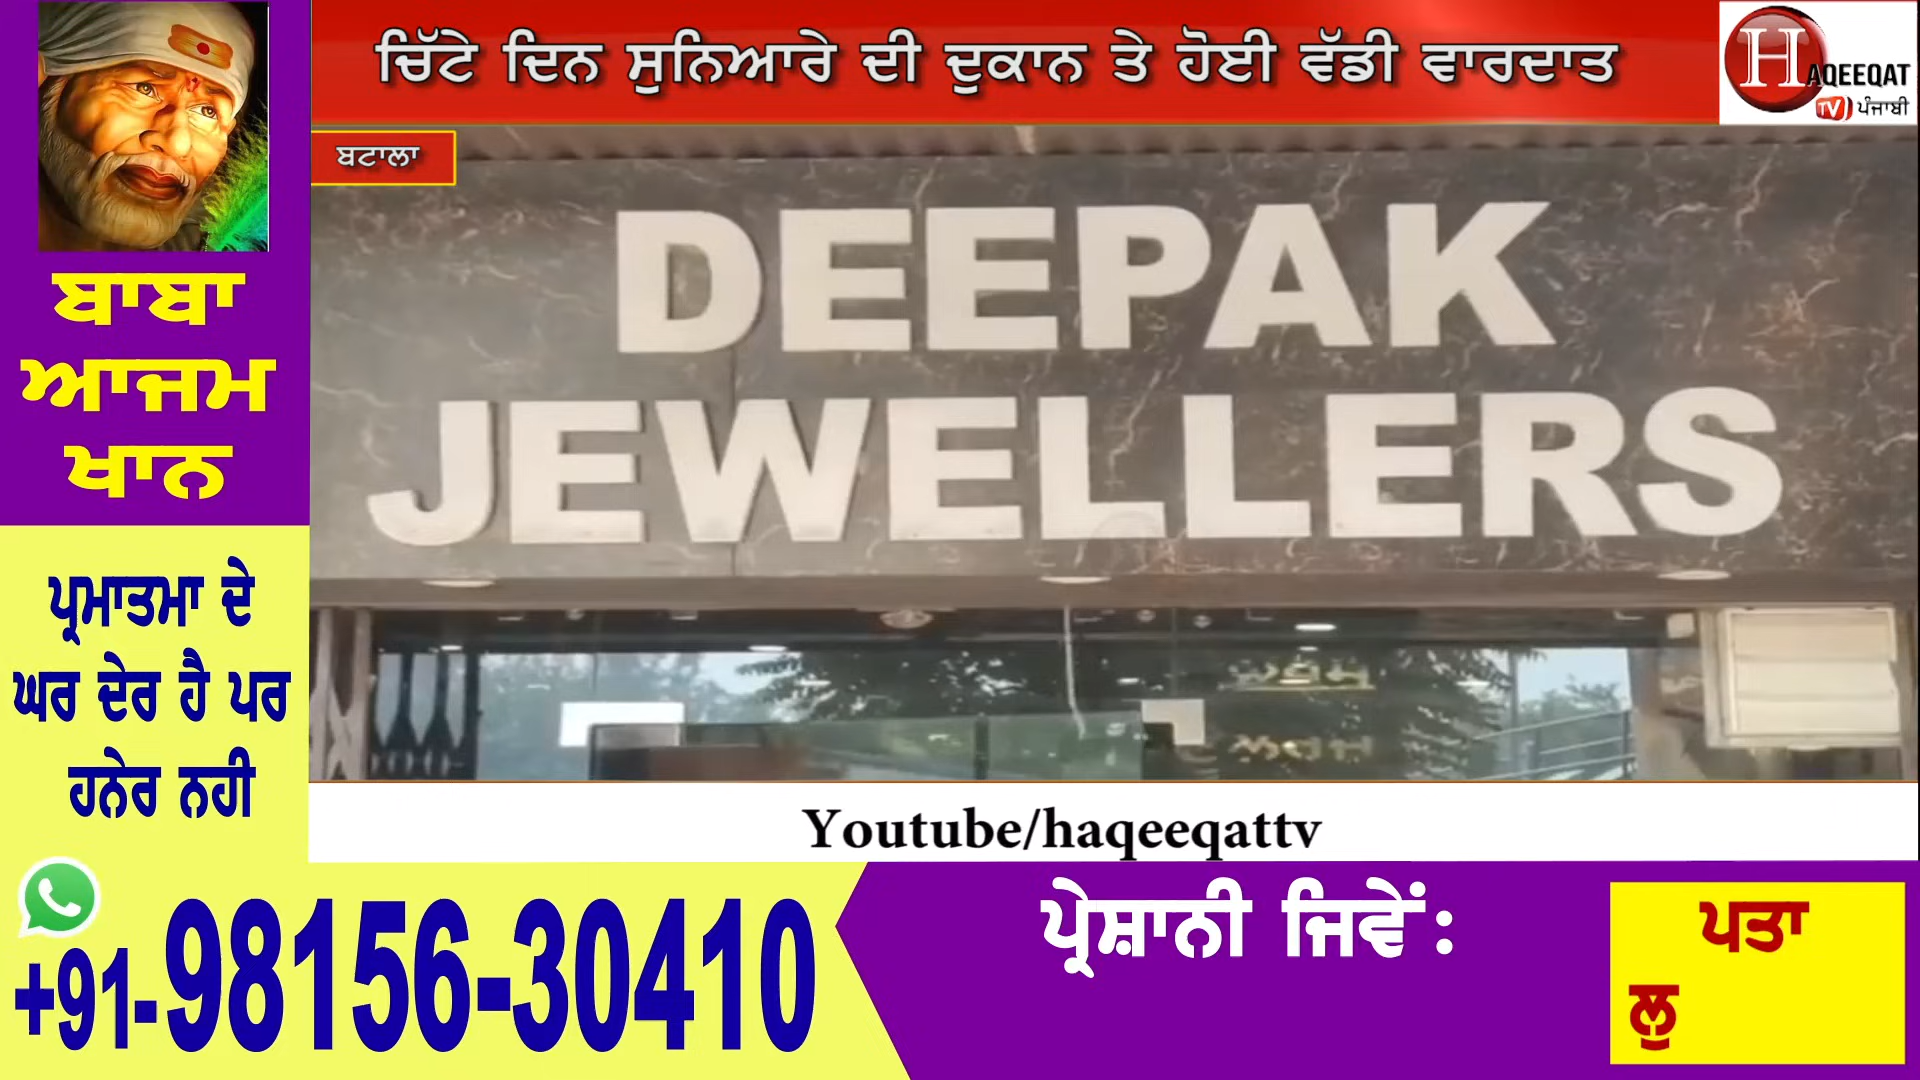 ਚਿੱਟੇ ਦਿਨ ਸੁਨਿਆਰੇ ਦੀ ਦੁਕਾਨ ਤੇ ਹੋਈ ਵੱਡੀ ਵਾਰਦਾਤ
HAQEEQAT
TV ਪੰਜਾਬੀ
ਬਟਾਲਾ
DEEPAK
JEWELLERS
ਬਾਬਾ
ਆਜਮ
ਖਾਨ
ਪ੍ਰਮਾਤਮਾ ਦੇ
ਘਰ ਦੇਰ ਹੈ ਪਰ
ਹਨੇਰ ਨਹੀ
Youtube/haqeeqattv
+91-98156-30410
ਪ੍ਰੇਸ਼ਾਨੀ ਜਿਵੇਂ:
ਪਤਾ
ਲੁ